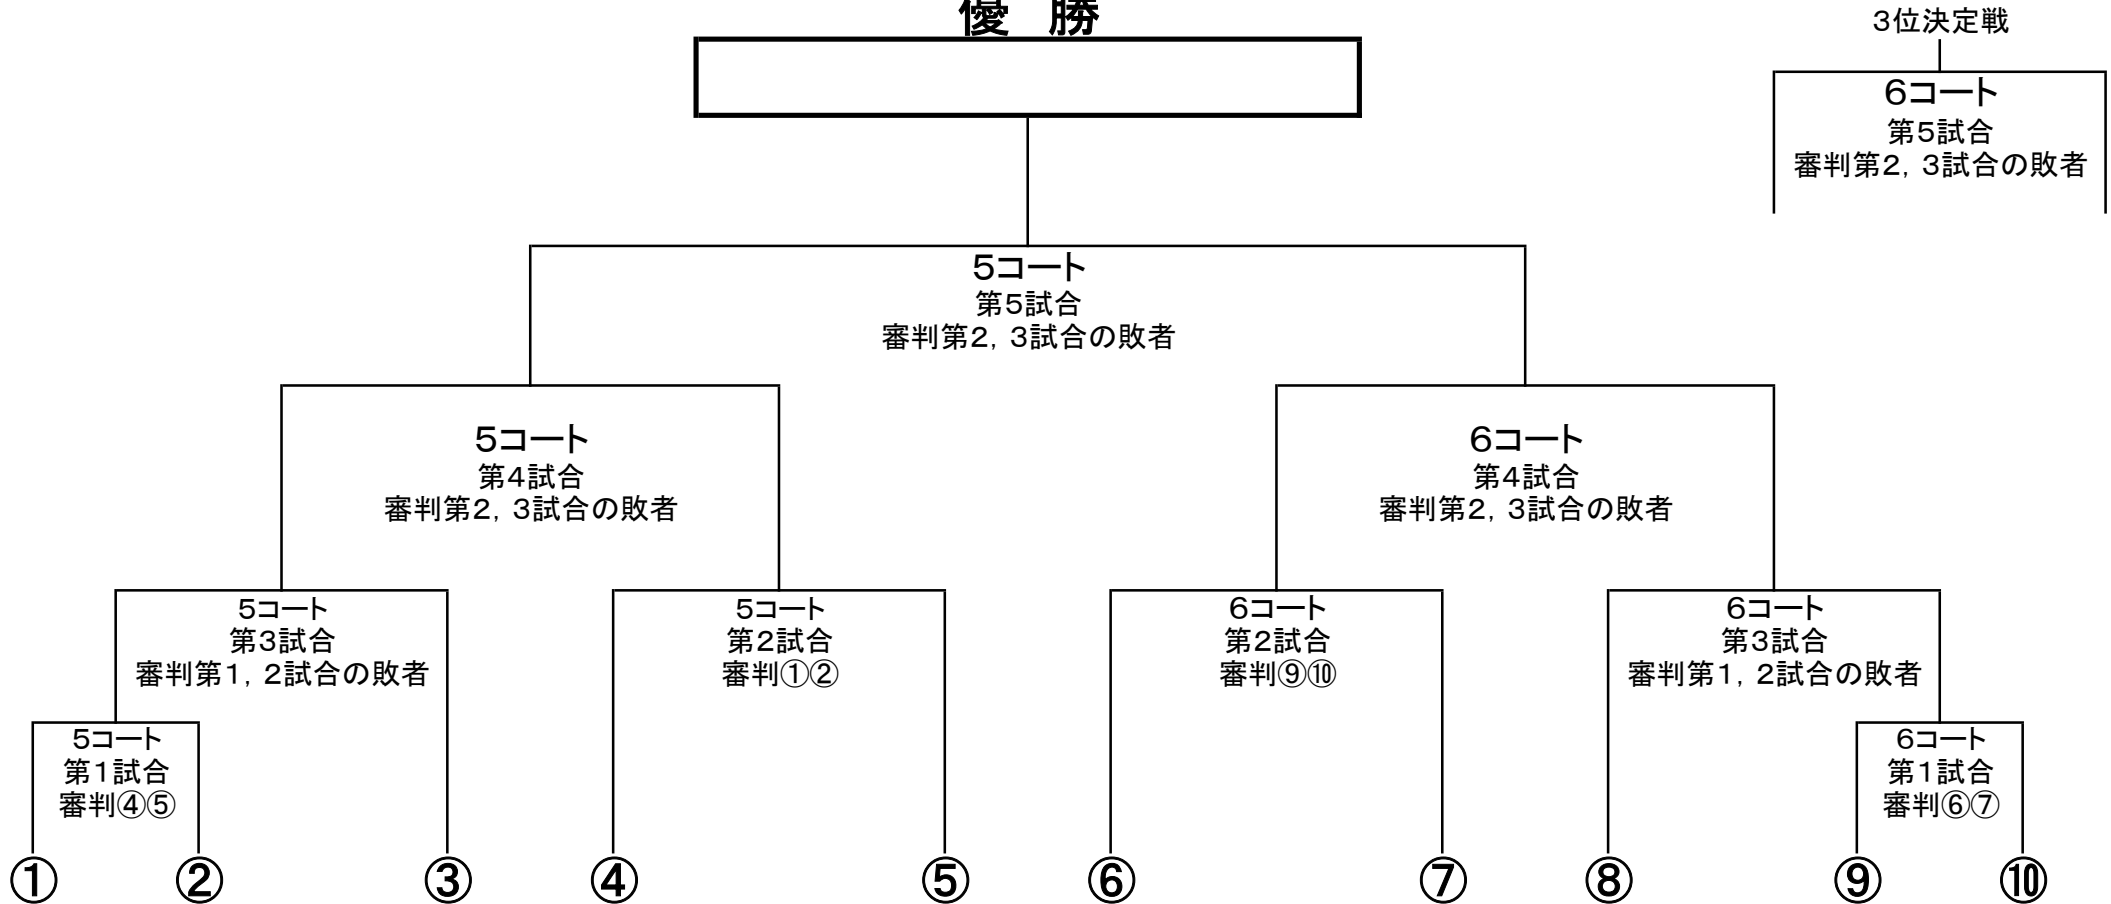 優 勝
3位決定戦
6コート
第5試合
審判第2, 3試合の敗者
5コート
第5試合
審判第2, 3試合の敗者
5コート
第4試合
審判第2, 3試合の敗者
6コート
第4試合
審判第2, 3試合の敗者
5コート
第3試合
審判第1, 2試合の敗者
5コート
第2試合
審判①②
6コート
第2試合
審判⑨⑩
6コート
第3試合
審判第1, 2試合の敗者
5コート
第1試合
審判④⑤
6コート
第1試合
審判⑥⑦
① ② ③ ④ ⑤ ⑥ ⑦ ⑧ ⑨ ⑩